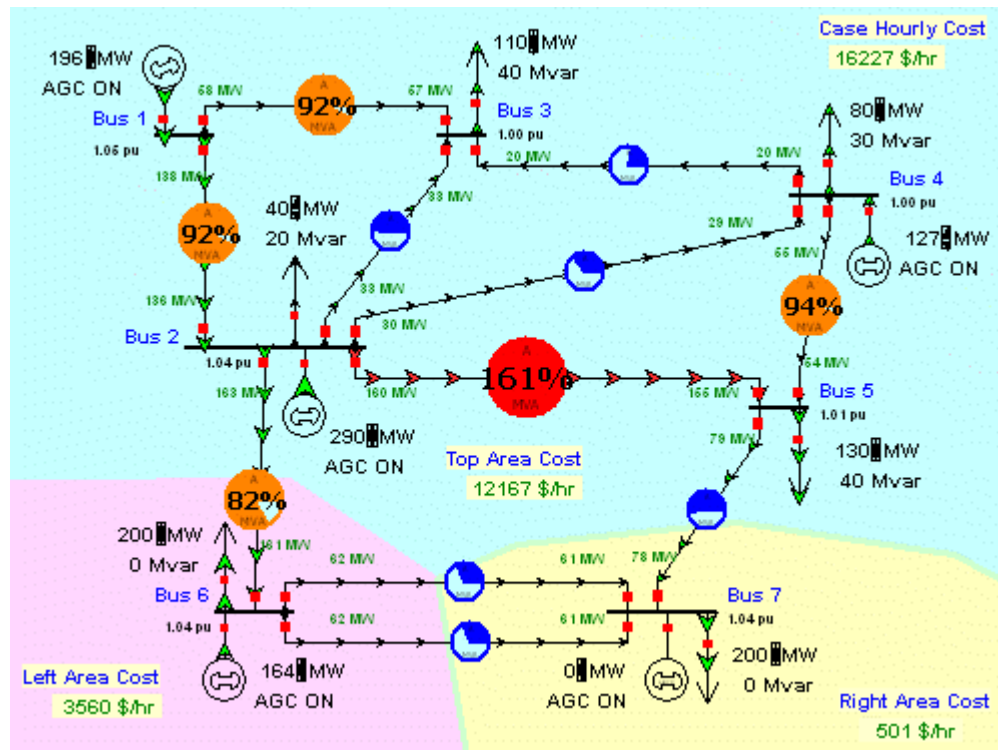 Case Hourly Cost
16227 $/hr
196 MW
AGC ON
Bus 1
1.05 pu
58 MW
A
92%
MVA
57 MW
110 MW
40 Mvar
Bus 3
1.00 pu
138 MW
A
92%
MVA
136 MW
40 MW
20 Mvar
33 MW
33 MW
20 MW
20 MW
80 MW
30 Mvar
Bus 4
1.00 pu
127 MW
AGC ON
29 MW
30 MW
55 MW
A
94%
MVA
54 MW
Bus 2
1.04 pu
163 MW
160 MW
A
161%
MVA
155 MW
Bus 5
1.01 pu
290 MW
AGC ON
130 MW
40 Mvar
Top Area Cost
12167 $/hr
79 MW
78 MW
A
82%
MVA
161 MW
200 MW
0 Mvar
Bus 6
1.04 pu
62 MW
61 MW
62 MW
61 MW
Bus 7
1.04 pu
164 MW
AGC ON
0 MW
AGC ON
200 MW
0 Mvar
Left Area Cost
3560 $/hr
Right Area Cost
501 $/hr